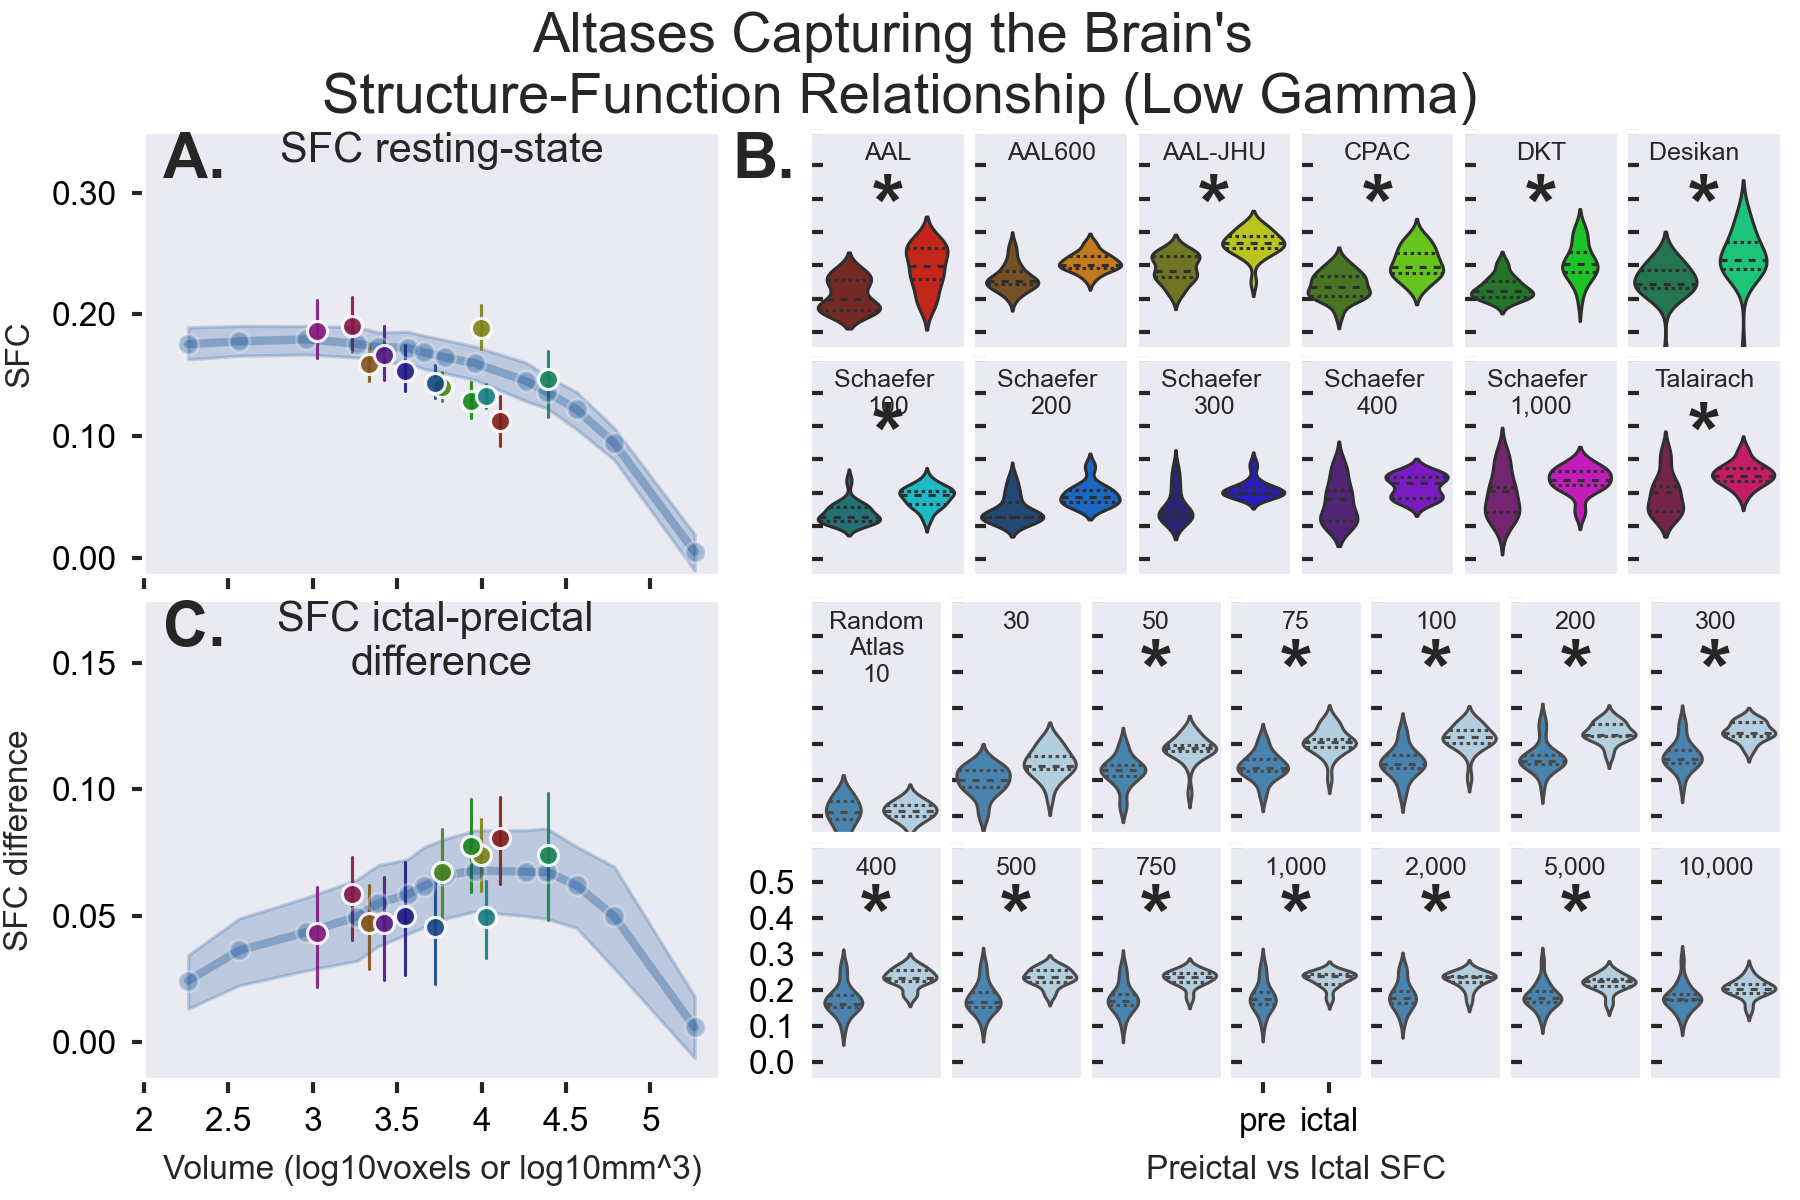 Altases Capturing the Brain's
Structure-Function Relationship (Low Gamma)
A.
SFC resting-state
SFC
0.30
0.20
0.10
0.00
B.
AAL
*
AAL600
AAL-JHU
*
CPAC
*
DKT
*
Desikan
*
Schaefer
100
*
Schaefer
200
Schaefer
300
Schaefer
400
Schaefer
1,000
Talairach
*
C.
SFC ictal-preictal
difference
SFC difference
0.15
0.10
0.05
0.00
2
2.5
3
3.5
4
4.5
5
Volume (log10voxels or log10mm^3)
Random
Atlas
10
30
50
*
75
*
100
*
200
*
300
*
400
*
500
*
750
*
1,000
*
2,000
*
5,000
*
10,000
0.5
0.4
0.3
0.2
0.1
0.0
pre ictal
Preictal vs Ictal SFC